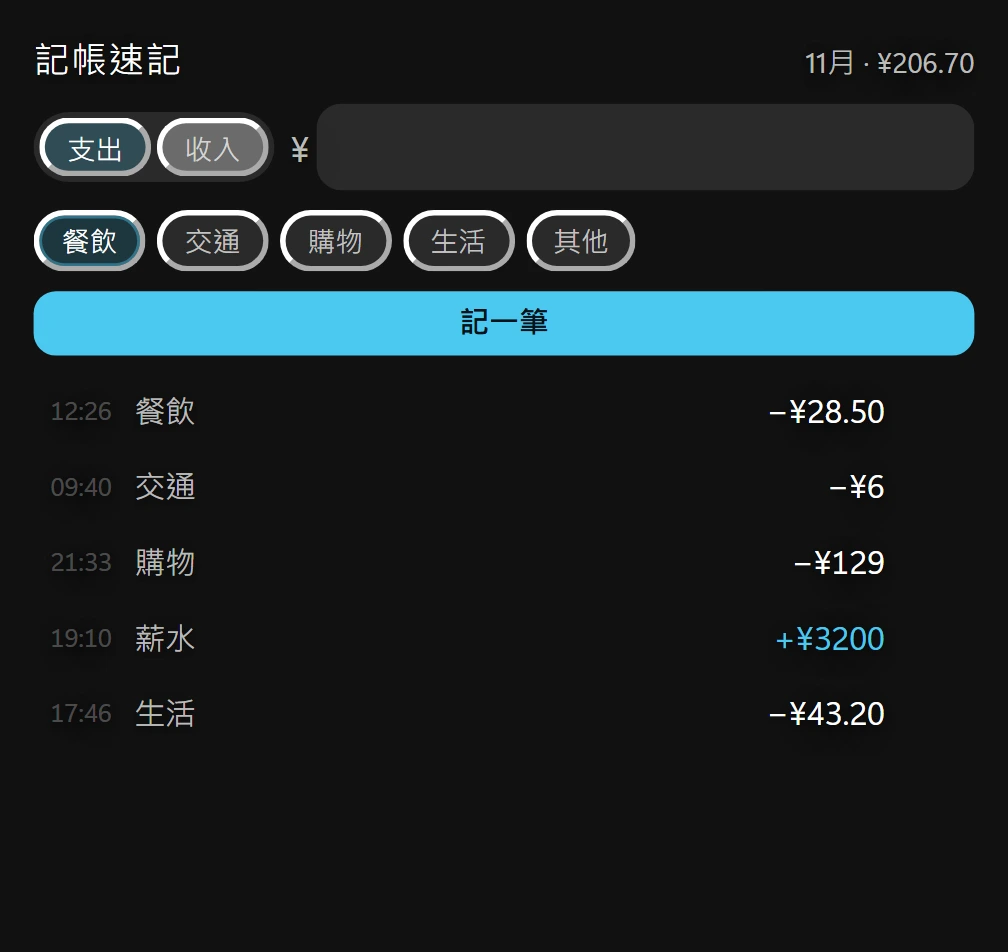 記帳速記
11月 · ¥206.70
支出 收入 ¥
餐飲 交通 購物 生活 其他
記一筆
12:26 餐飲 −¥28.50
09:40 交通 −¥6
21:33 購物 −¥129
19:10 薪水 +¥3200
17:46 生活 −¥43.20